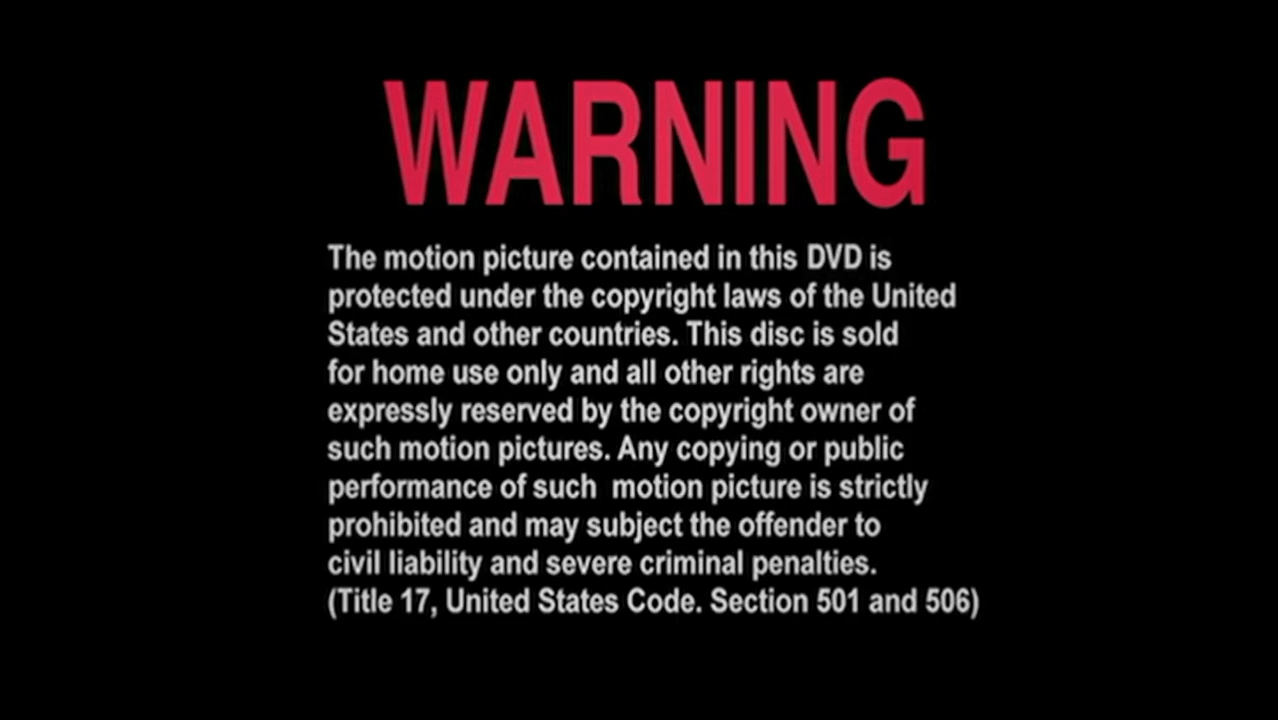 WARNING
The motion picture contained in this DVD is
protected under the copyright laws of the United
States and other countries. This disc is sold
for home use only and all other rights are
expressly reserved by the copyright owner of
such motion pictures. Any copying or public
performance of such  motion picture is strictly
prohibited and may subject the offender to
civil liability and severe criminal penalties.
(Title 17, United States Code. Section 501 and 506)